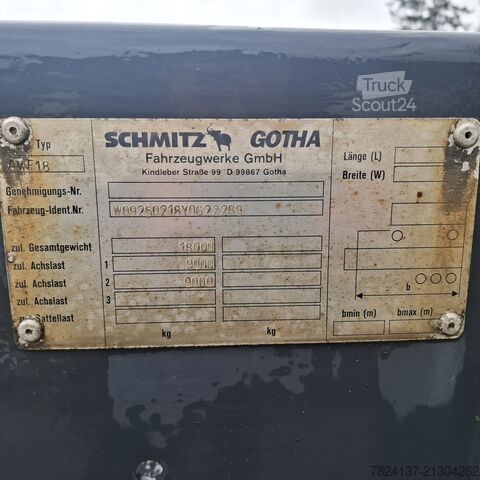 Truck
Scout24
Typ
AWF18
SCHMITZ GOTHA
Fahrzeugwerke GmbH
Kindleber Straße 99 D-99867 Gotha
Länge (L)
Breite (W)
Genehmigungs-Nr.
Fahrzeug-Ident.Nr. W09250218Y0G22289
zul. Gesamtgewicht 18000
zul. Achslast 1 9000
zul. Achslast 2 9000
zul. Achslast 3
zul. Sattellast
kg kg
b
bmin (m) bmax (m)
7824137-21304262